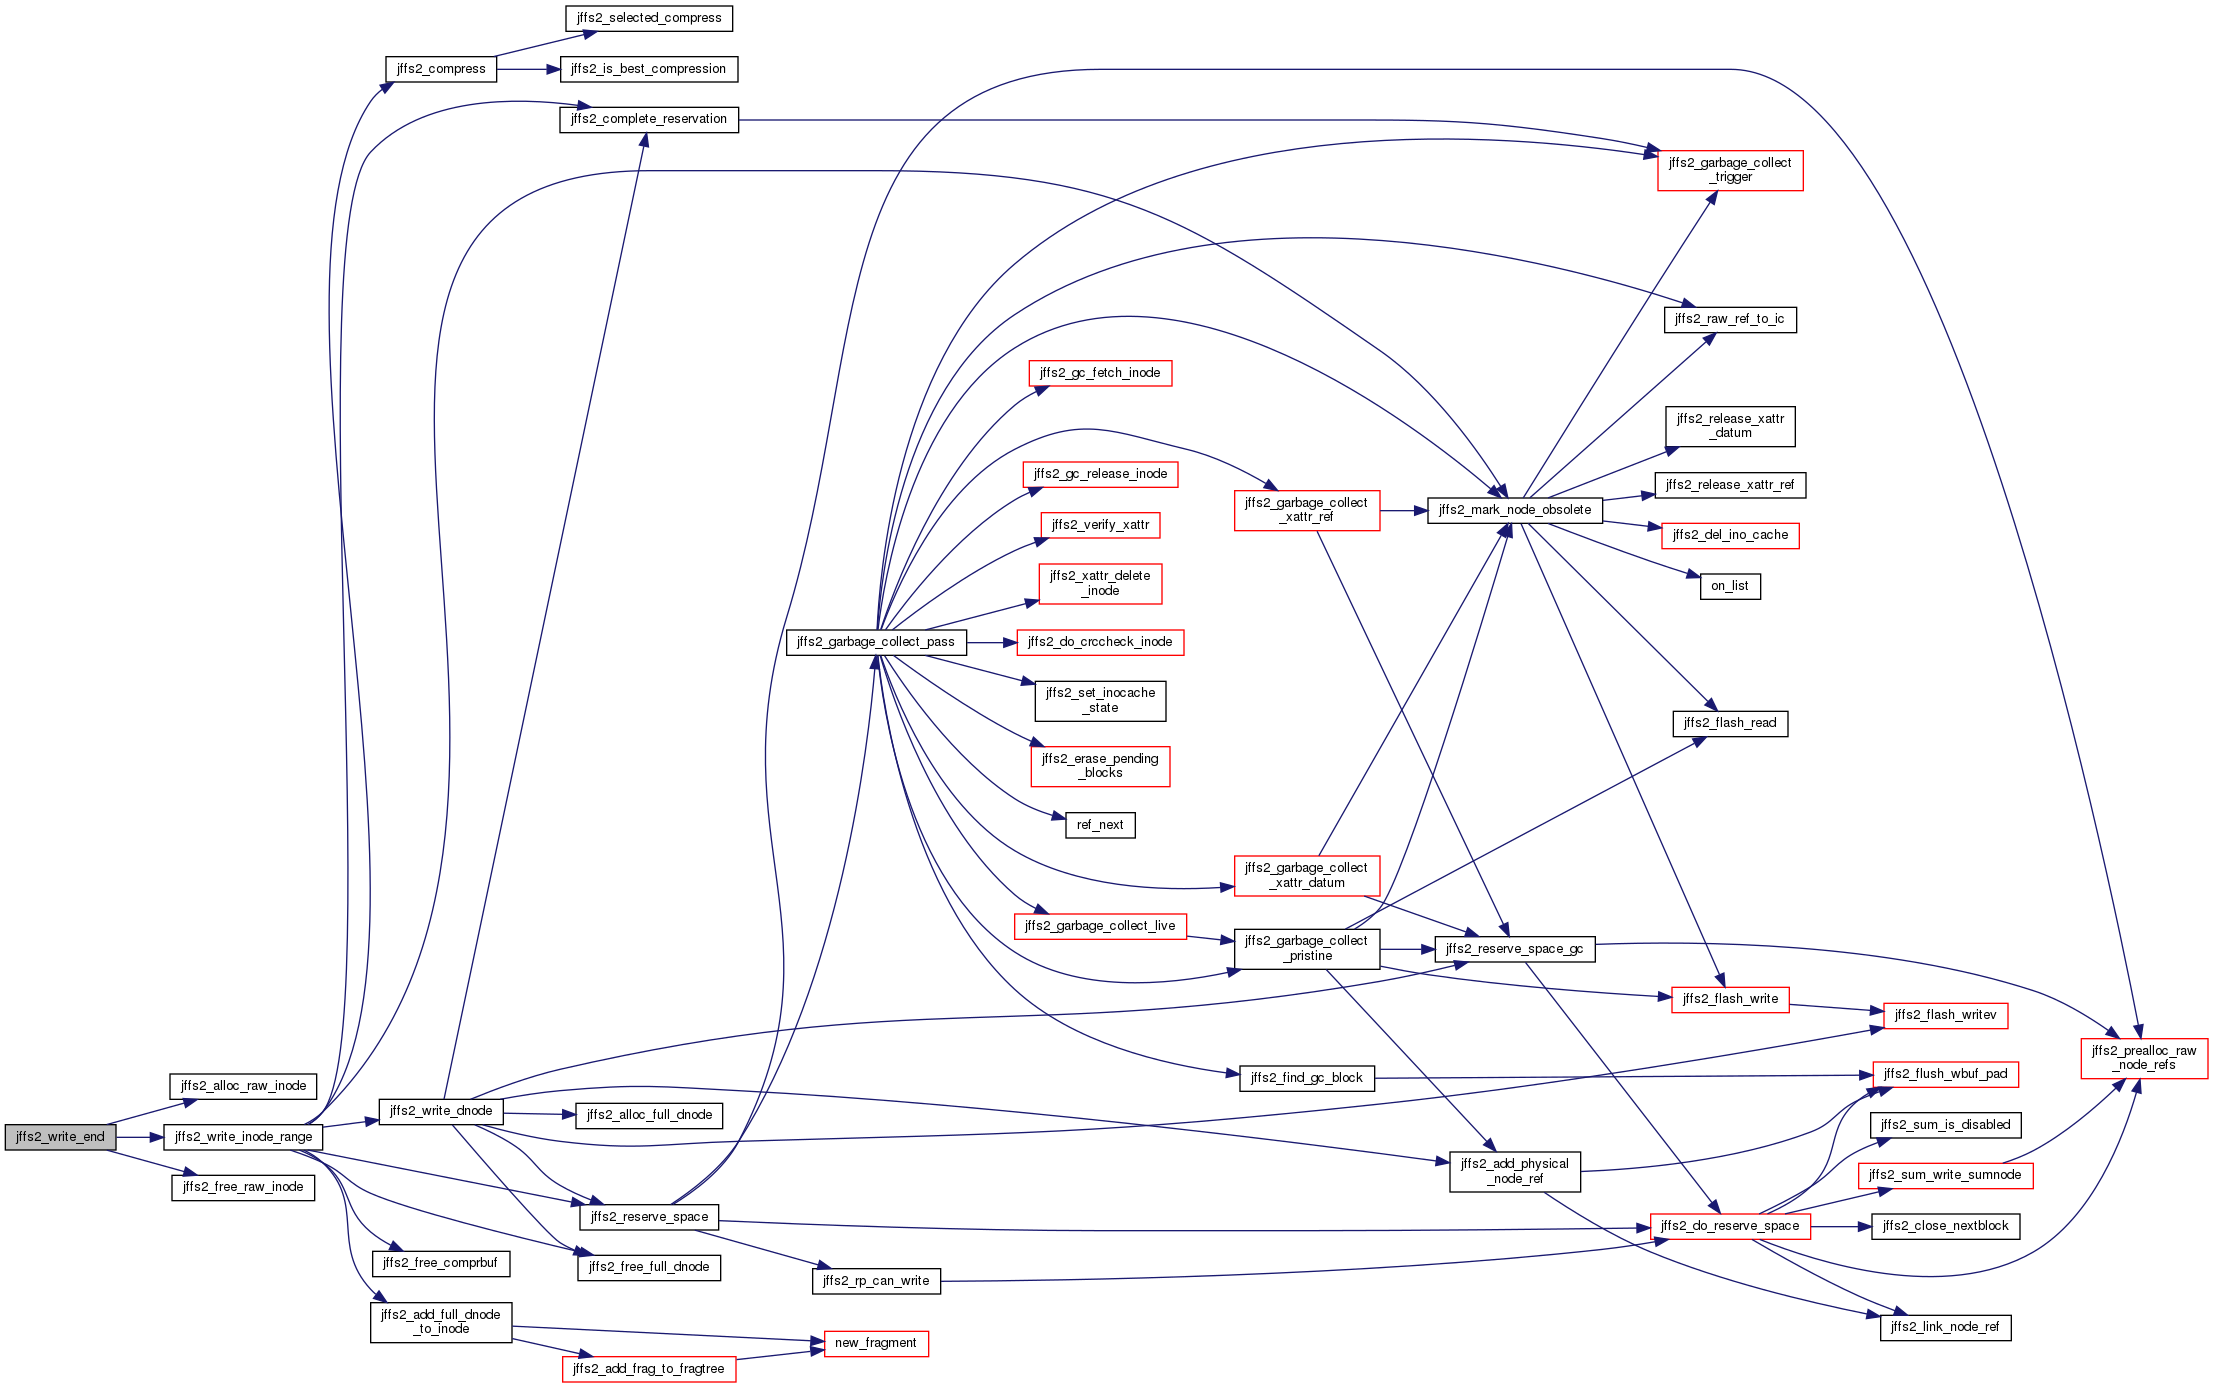 jffs2_selected_compress
jffs2_compress
jffs2_is_best_compression
jffs2_complete_reservation
jffs2_garbage_collect
_trigger
jffs2_raw_ref_to_ic
jffs2_gc_fetch_inode
jffs2_release_xattr
_datum
jffs2_gc_release_inode
jffs2_release_xattr_ref
jffs2_garbage_collect
_xattr_ref
jffs2_mark_node_obsolete
jffs2_verify_xattr
jffs2_del_ino_cache
jffs2_xattr_delete
_inode
on_list
jffs2_garbage_collect_pass
jffs2_do_crccheck_inode
jffs2_set_inocache
_state
jffs2_flash_read
jffs2_erase_pending
_blocks
ref_next
jffs2_garbage_collect
_xattr_datum
jffs2_garbage_collect_live
jffs2_garbage_collect
_pristine
jffs2_reserve_space_gc
jffs2_flash_write
jffs2_flash_writev
jffs2_prealloc_raw
_node_refs
jffs2_find_gc_block
jffs2_flush_wbuf_pad
jffs2_alloc_raw_inode
jffs2_write_dnode
jffs2_alloc_full_dnode
jffs2_sum_is_disabled
jffs2_write_end
jffs2_write_inode_range
jffs2_add_physical
_node_ref
jffs2_sum_write_sumnode
jffs2_free_raw_inode
jffs2_reserve_space
jffs2_do_reserve_space
jffs2_close_nextblock
jffs2_free_comprbuf
jffs2_free_full_dnode
jffs2_rp_can_write
jffs2_add_full_dnode
_to_inode
jffs2_link_node_ref
new_fragment
jffs2_add_frag_to_fragtree